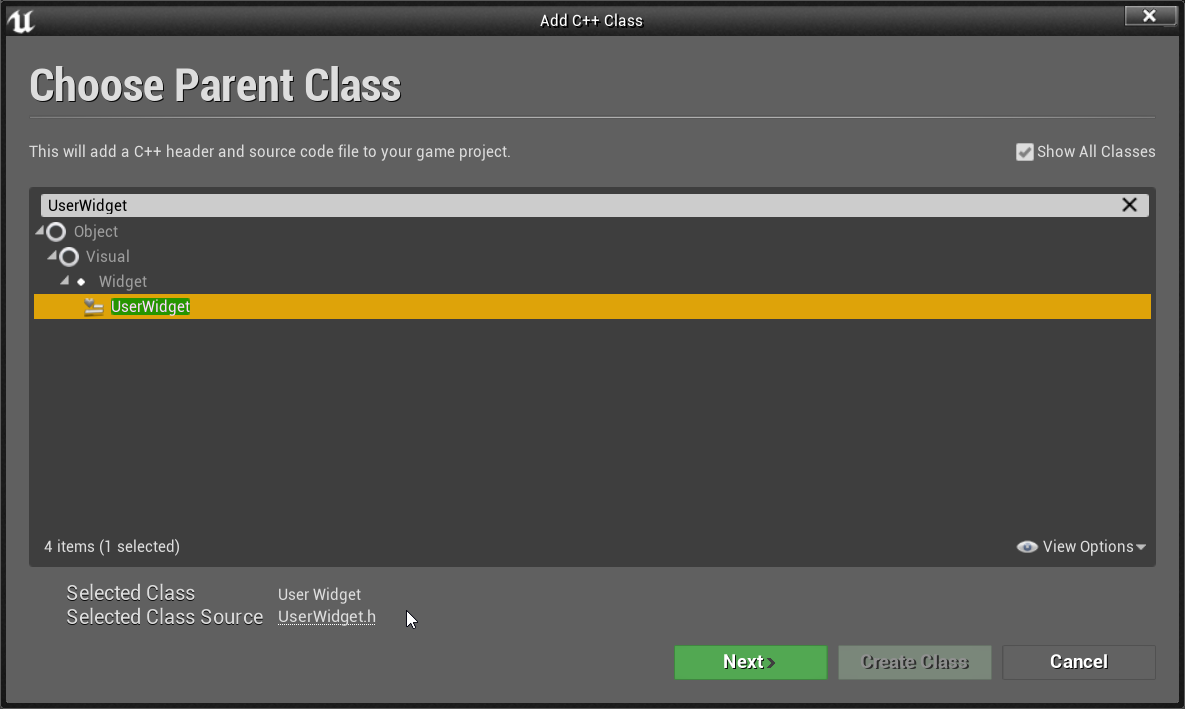 Add C++ Class
Choose Parent Class
This will add a C++ header and source code file to your game project.
Show All Classes
UserWidget
Object
Visual
Widget
UserWidget
4 items (1 selected)
View Options
Selected Class User Widget
Selected Class Source UserWidget.h
Next>
Create Class
Cancel